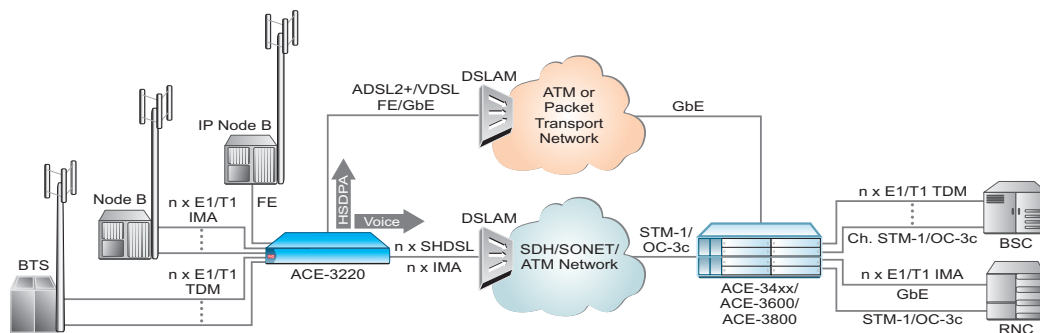 IP Node B
FE
Node B
n x E1/T1
IMA
BTS
n x E1/T1
TDM
ACE-3220
HSDPA
Voice
ADSL2+/VDSL
FE/GbE
DSLAM
ATM or
Packet
Transport
Network
GbE
n x SHDSL
n x IMA
DSLAM
SDH/SONET/
ATM Network
STM-1/
OC-3c
ACE-34xx/
ACE-3600/
ACE-3800
n x E1/T1 TDM
Ch. STM-1/OC-3c
BSC
n x E1/T1 IMA
GbE
STM-1/OC-3c
RNC